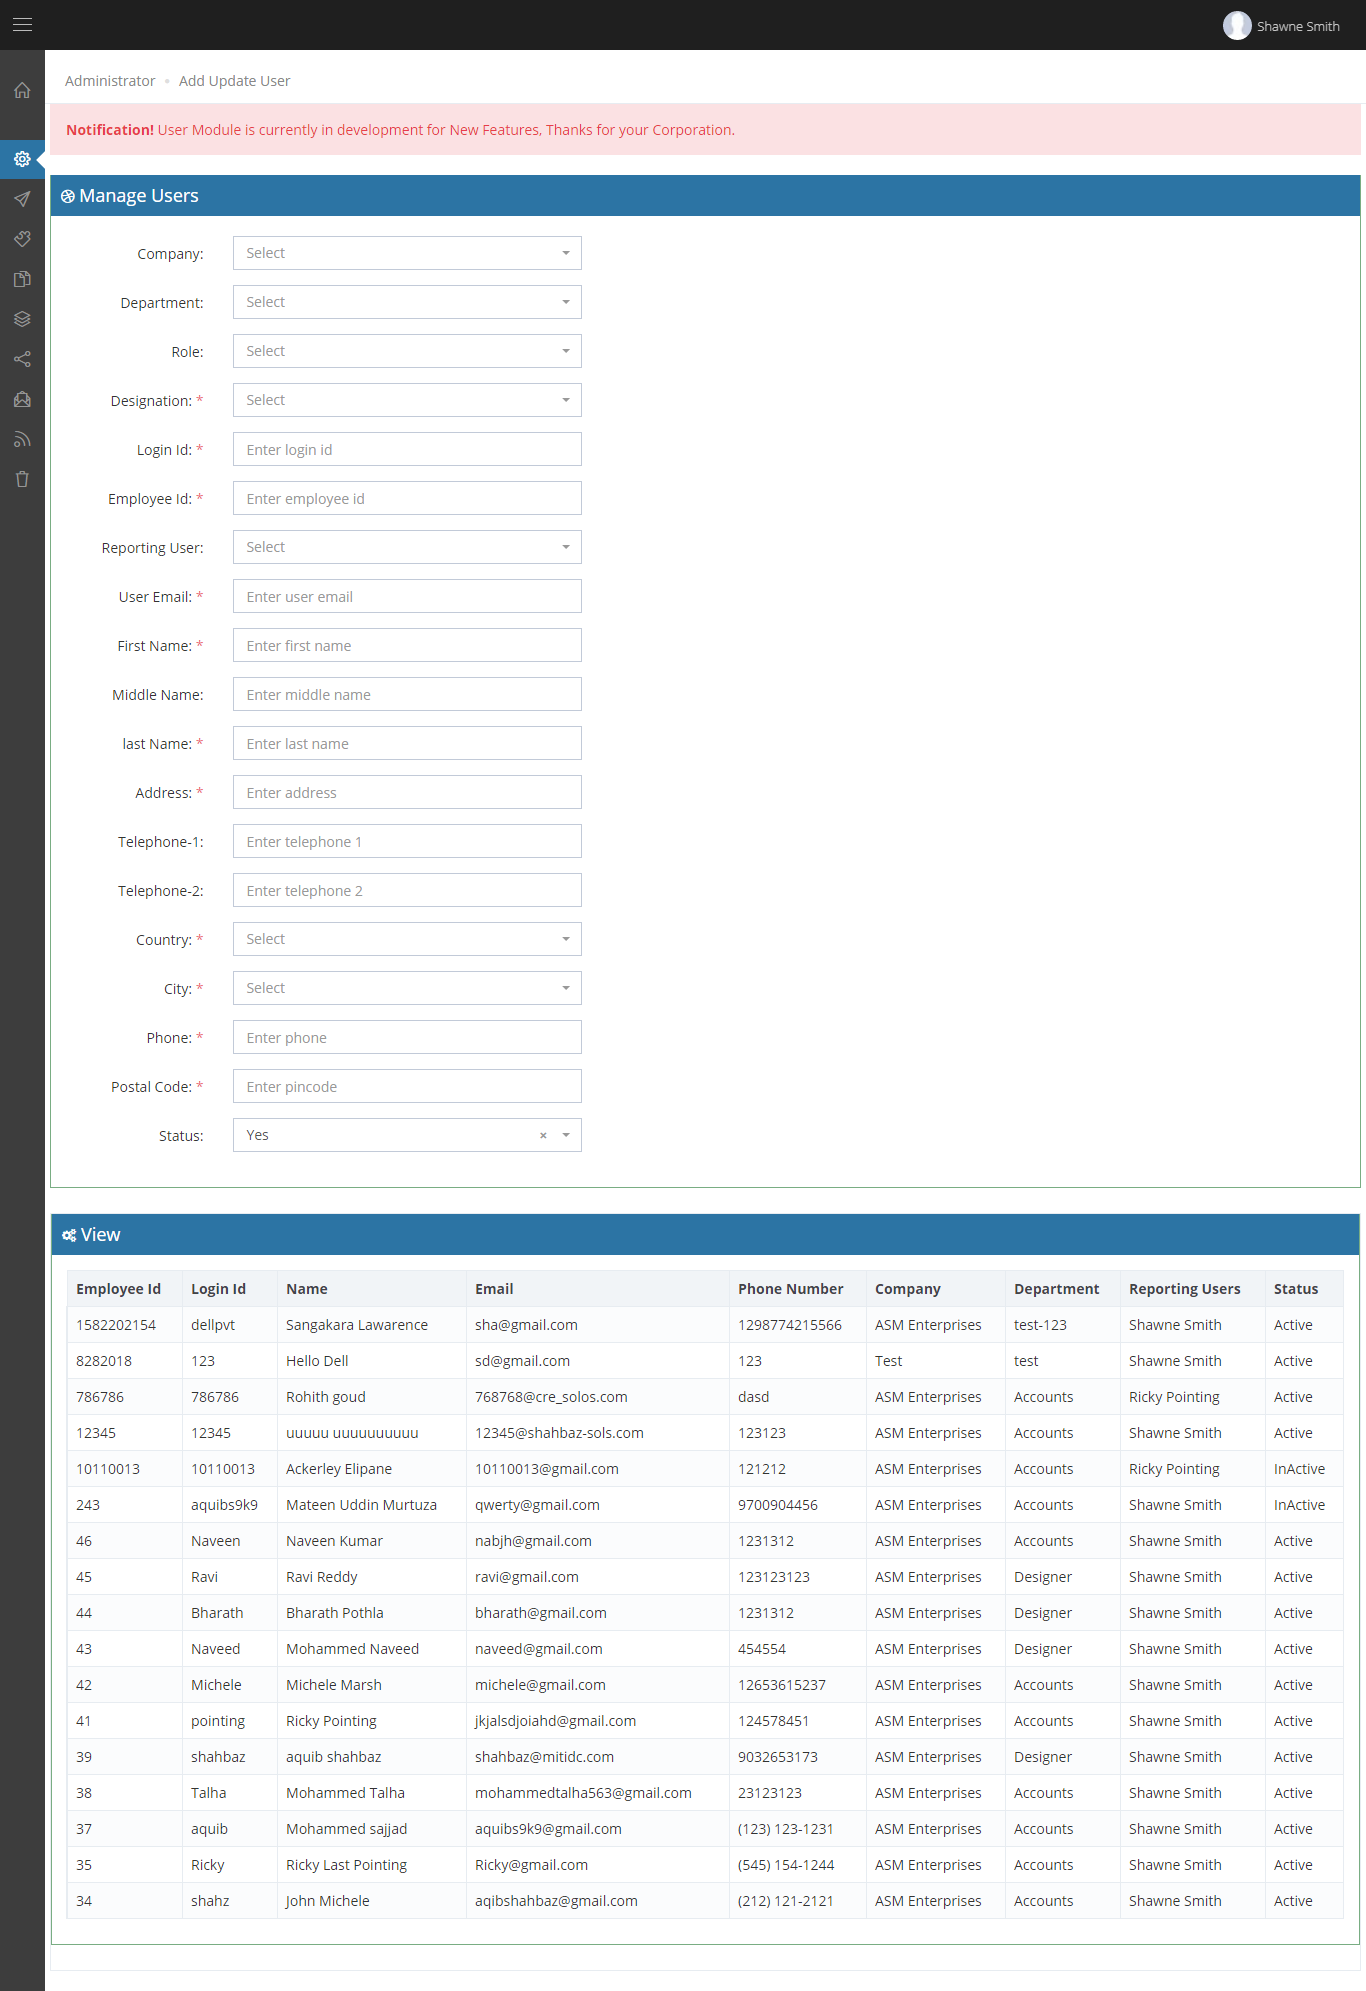 Shawne Smith
Administrator Add Update User
Notification! User Module is currently in development for New Features, Thanks for your Corporation.
Manage Users
Company: Select
Department: Select
Role: Select
Designation: * Select
Login Id: * Enter login id
Employee Id: * Enter employee id
Reporting User: Select
User Email: * Enter user email
First Name: * Enter first name
Middle Name: Enter middle name
last Name: * Enter last name
Address: * Enter address
Telephone-1: Enter telephone 1
Telephone-2: Enter telephone 2
Country: * Select
City: * Select
Phone: * Enter phone
Postal Code: * Enter pincode
Status: Yes ×
View
Employee Id Login Id Name Email Phone Number Company Department Reporting Users Status
1582202154 dellpvt Sangakara Lawarence sha@gmail.com 1298774215566 ASM Enterprises test-123 Shawne Smith Active
8282018 123 Hello Dell sd@gmail.com 123 Test test Shawne Smith Active
786786 786786 Rohith goud 768768@cre_solos.com dasd ASM Enterprises Accounts Ricky Pointing Active
12345 12345 uuuuu uuuuuuuuuu 12345@shahbaz-sols.com 123123 ASM Enterprises Accounts Shawne Smith Active
10110013 10110013 Ackerley Elipane 10110013@gmail.com 121212 ASM Enterprises Accounts Ricky Pointing InActive
243 aquibs9k9 Mateen Uddin Murtuza qwerty@gmail.com 9700904456 ASM Enterprises Accounts Shawne Smith InActive
46 Naveen Naveen Kumar nabjh@gmail.com 1231312 ASM Enterprises Accounts Shawne Smith Active
45 Ravi Ravi Reddy ravi@gmail.com 123123123 ASM Enterprises Designer Shawne Smith Active
44 Bharath Bharath Pothla bharath@gmail.com 1231312 ASM Enterprises Designer Shawne Smith Active
43 Naveed Mohammed Naveed naveed@gmail.com 454554 ASM Enterprises Designer Shawne Smith Active
42 Michele Michele Marsh michele@gmail.com 12653615237 ASM Enterprises Accounts Shawne Smith Active
41 pointing Ricky Pointing jkjalsdjoiahd@gmail.com 124578451 ASM Enterprises Accounts Shawne Smith Active
39 shahbaz aquib shahbaz shahbaz@mitidc.com 9032653173 ASM Enterprises Designer Shawne Smith Active
38 Talha Mohammed Talha mohammedtalha563@gmail.com 23123123 ASM Enterprises Accounts Shawne Smith Active
37 aquib Mohammed sajjad aquibs9k9@gmail.com (123) 123-1231 ASM Enterprises Accounts Shawne Smith Active
35 Ricky Ricky Last Pointing Ricky@gmail.com (545) 154-1244 ASM Enterprises Accounts Shawne Smith Active
34 shahz John Michele aqibshahbaz@gmail.com (212) 121-2121 ASM Enterprises Accounts Shawne Smith Active